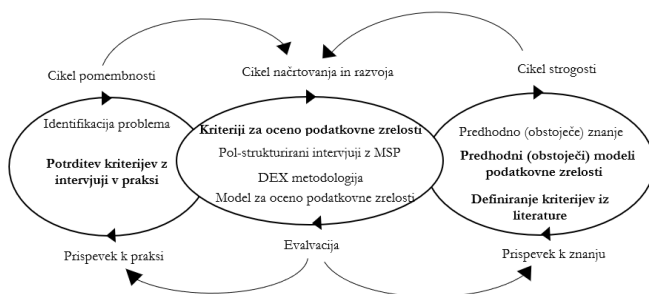 Cikel pomembnosti
Identifikacija problema
Potrditev kriterijev z
intervjuji v praksi
Prispevek k praksi
Cikel načrtovanja in razvoja
Kriteriji za oceno podatkovne zrelosti
Pol-strukturirani intervjuji z MSP
DEX metodologija
Model za oceno podatkovne zrelosti
Evalvacija
Cikel strogosti
Predhodno (obstoječe) znanje
Predhodni (obstoječi) modeli
podatkovne zrelosti
Definiranje kriterijev iz
literature
Prispevek k znanju